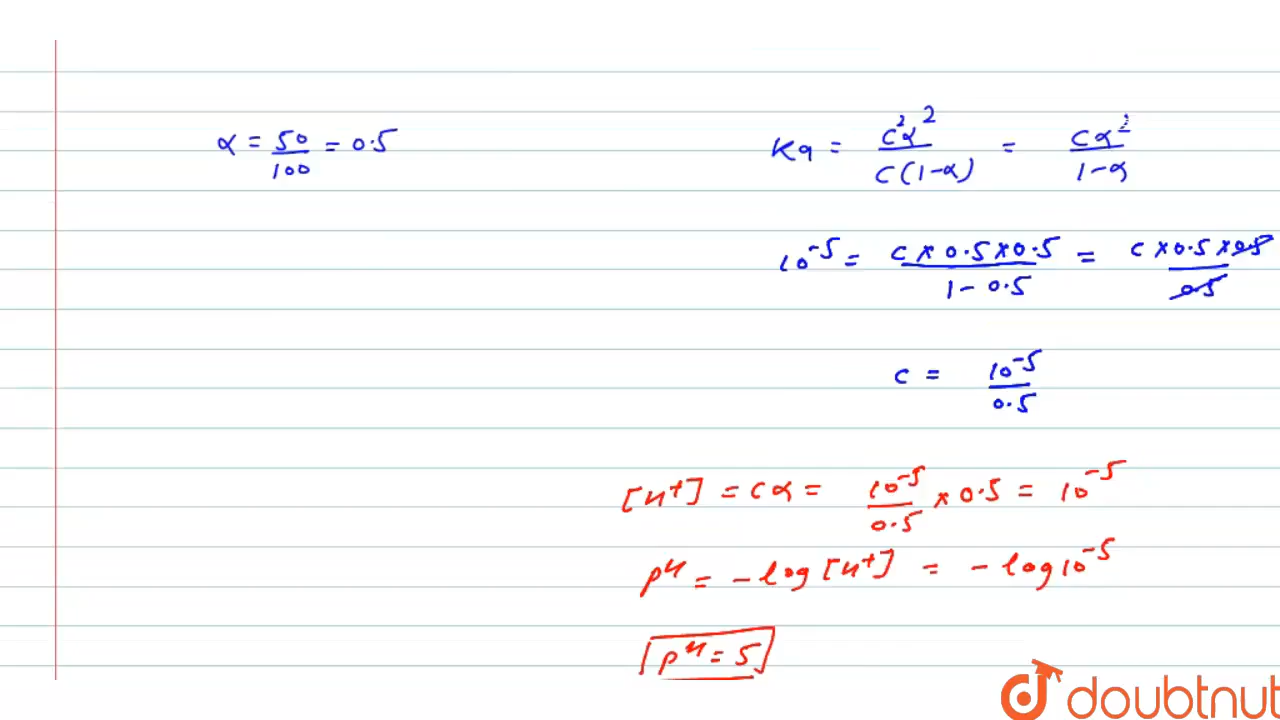 α = 50/100 = 0.5
Ka = c²α²/c(1-α) = cα²/1-α
10⁻⁵ = c × 0.5 × 0.5/1 - 0.5 = c × 0.5 × 0.5/0.5
c = 10⁻⁵/0.5
[H⁺] = cα = 10⁻⁵/0.5 × 0.5 = 10⁻⁵
pH = -log [H⁺] = -log10⁻⁵
pH = 5
doubtnut